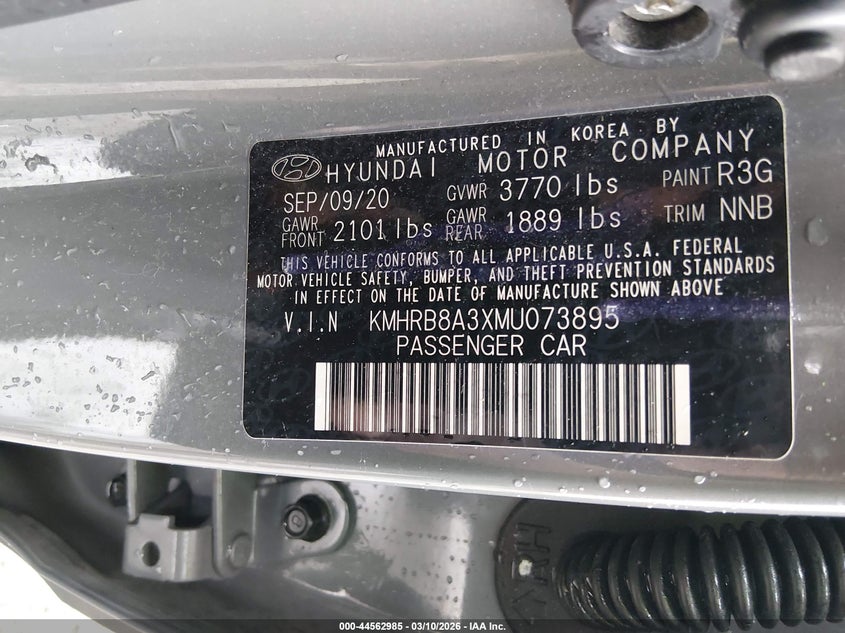 MANUFACTURED IN KOREA BY
HYUNDAI MOTOR COMPANY
SEP/09/20 GVWR 3770 lbs PAINT R3G
GAWR FRONT 2101 lbs GAWR REAR 1889 lbs TRIM NNB
THIS VEHICLE CONFORMS TO ALL APPLICABLE U.S.A. FEDERAL
MOTOR VEHICLE SAFETY, BUMPER, AND THEFT PREVENTION STANDARDS
IN EFFECT ON THE DATE OF MANUFACTURE SHOWN ABOVE
V.I.N KMHRB8A3XMU073895
PASSENGER CAR
000-44562985 - 03/10/2026 - IAA Inc.